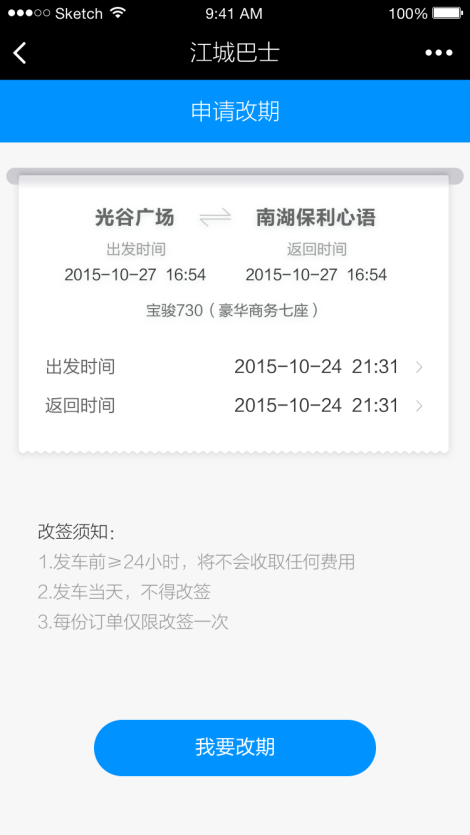 Sketch 9:41 AM 100%
江城巴士
申请改期
光谷广场 南湖保利心语
出发时间 返回时间
2015-10-27 16:54 2015-10-27 16:54
宝骏730（豪华商务七座）
出发时间 2015-10-24 21:31
返回时间 2015-10-24 21:31
改签须知：
1.发车前≥24小时，将不会收取任何费用
2.发车当天，不得改签
3.每份订单仅限改签一次
我要改期